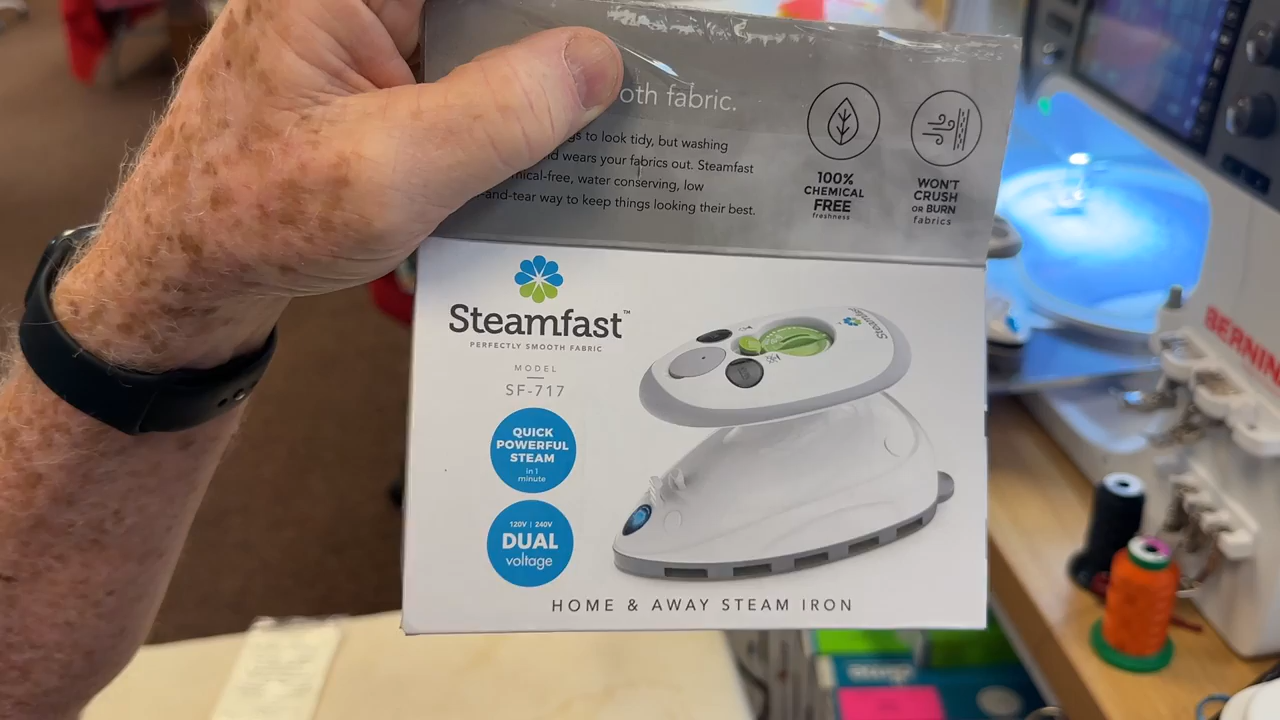 oth fabric.
to look tidy, but washing
wears your fabrics out. Steamfast
ical-free, water conserving, low
-and-tear way to keep things looking their best.
100%
CHEMICAL
FREE
freshness
WON'T
CRUSH
OR BURN
fabrics
Steamfast™
PERFECTLY SMOOTH FABRIC
MODEL
SF-717
QUICK
POWERFUL
STEAM
in 1
minute
120V | 240V
DUAL
voltage
HOME & AWAY STEAM IRON
Steamfast
BERNIN